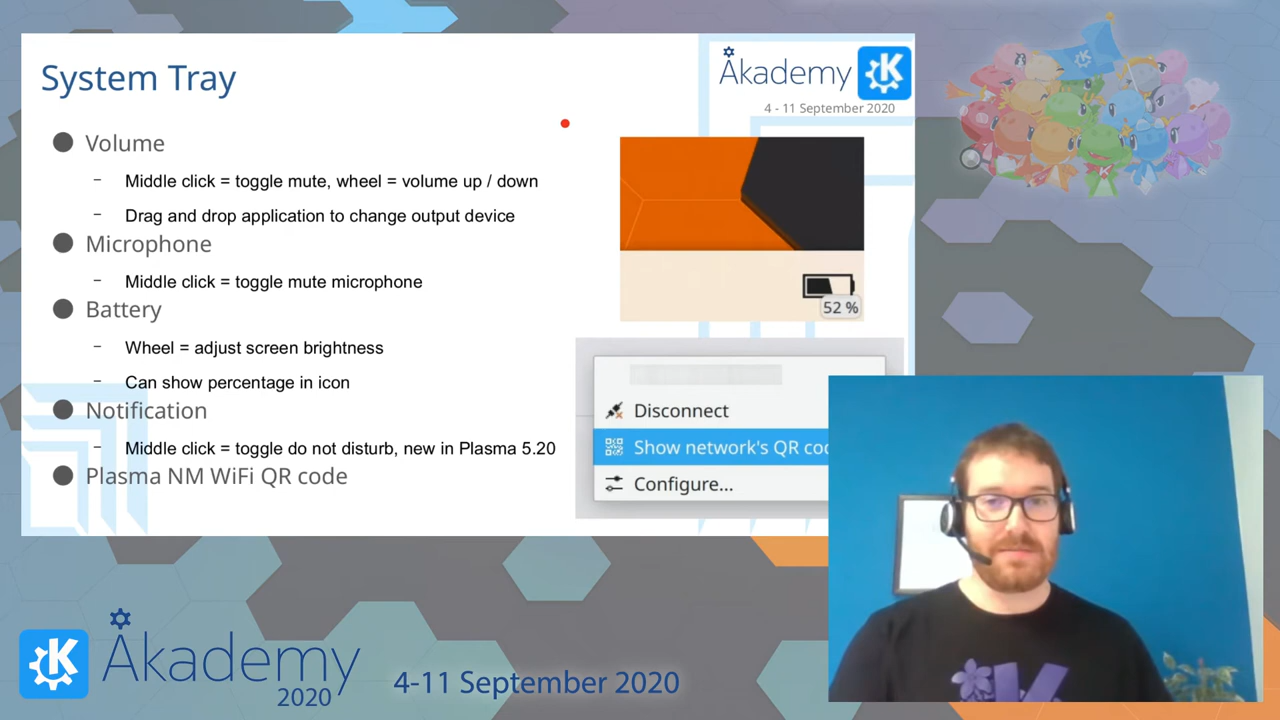 System Tray
Akademy
4 - 11 September 2020
Volume
Middle click = toggle mute, wheel = volume up / down
Drag and drop application to change output device
Microphone
Middle click = toggle mute microphone
Battery
Wheel = adjust screen brightness
Can show percentage in icon
Notification
Middle click = toggle do not disturb, new in Plasma 5.20
Plasma NM WiFi QR code
52 %
Disconnect
Show network's QR co
Configure...
Akademy
2020
4-11 September 2020